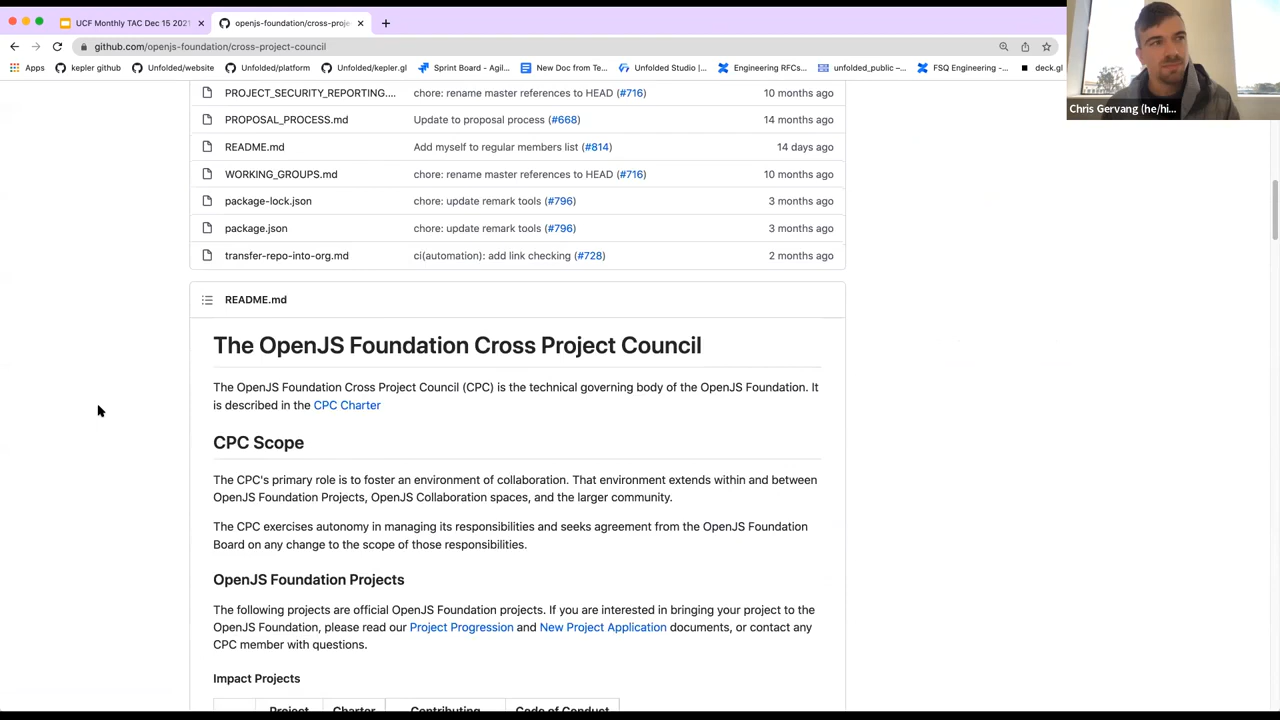 UCF Monthly TAC Dec 15 2021
openjs-foundation/cross-proje
github.com/openjs-foundation/cross-project-council
Apps kepler github Unfolded/website Unfolded/platform Unfolded/kepler.gl Sprint Board - Agil... New Doc from Te... Unfolded Studio |... Engineering RFCs... unfolded_public –... FSQ Engineering -... deck.gl
Chris Gervang (he/hi...
PROJECT_SECURITY_REPORTING.... chore: rename master references to HEAD (#716) 10 months ago
PROPOSAL_PROCESS.md Update to proposal process (#668) 14 months ago
README.md Add myself to regular members list (#814) 14 days ago
WORKING_GROUPS.md chore: rename master references to HEAD (#716) 10 months ago
package-lock.json chore: update remark tools (#796) 3 months ago
package.json chore: update remark tools (#796) 3 months ago
transfer-repo-into-org.md ci(automation): add link checking (#728) 2 months ago
README.md
The OpenJS Foundation Cross Project Council
The OpenJS Foundation Cross Project Council (CPC) is the technical governing body of the OpenJS Foundation. It
is described in the CPC Charter
CPC Scope
The CPC's primary role is to foster an environment of collaboration. That environment extends within and between
OpenJS Foundation Projects, OpenJS Collaboration spaces, and the larger community.
The CPC exercises autonomy in managing its responsibilities and seeks agreement from the OpenJS Foundation
Board on any change to the scope of those responsibilities.
OpenJS Foundation Projects
The following projects are official OpenJS Foundation projects. If you are interested in bringing your project to the
OpenJS Foundation, please read our Project Progression and New Project Application documents, or contact any
CPC member with questions.
Impact Projects
Project Charter Contributing Code of Conduct